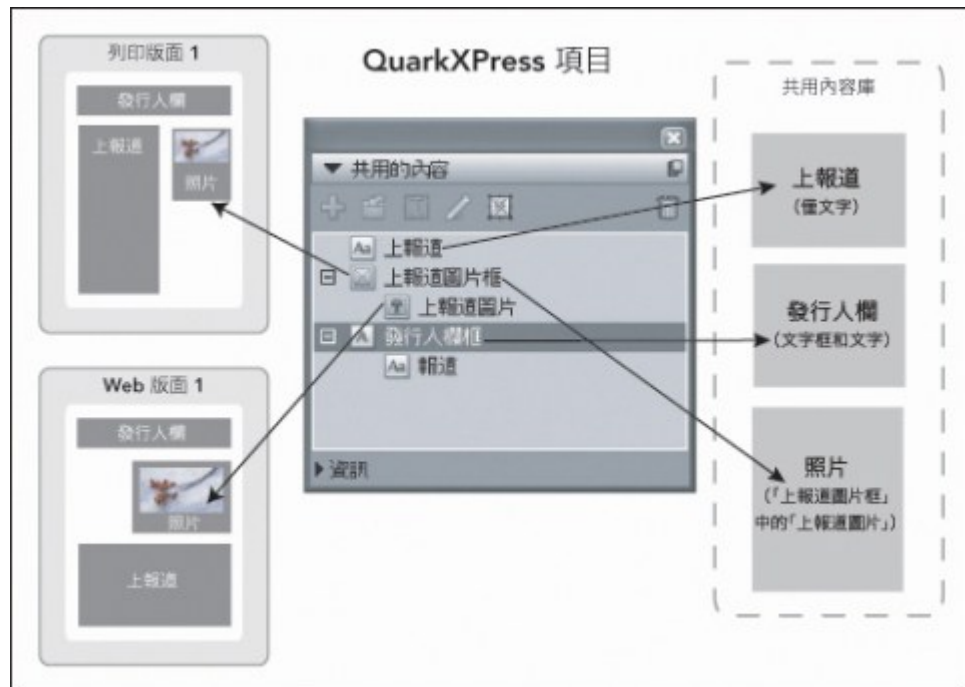 QuarkXPress 項目
列印版面 1
發行人欄
上報道
照片
Web 版面 1
發行人欄
照片
上報道
▼ 共用的內容
Aa 上報道
上報道圖片框
上報道圖片
A 發行人欄框
Aa 報道
資訊
共用內容庫
上報道
(僅文字)
發行人欄
(文字框和文字)
照片
(「上報道圖片框」
中的「上報道圖片」)